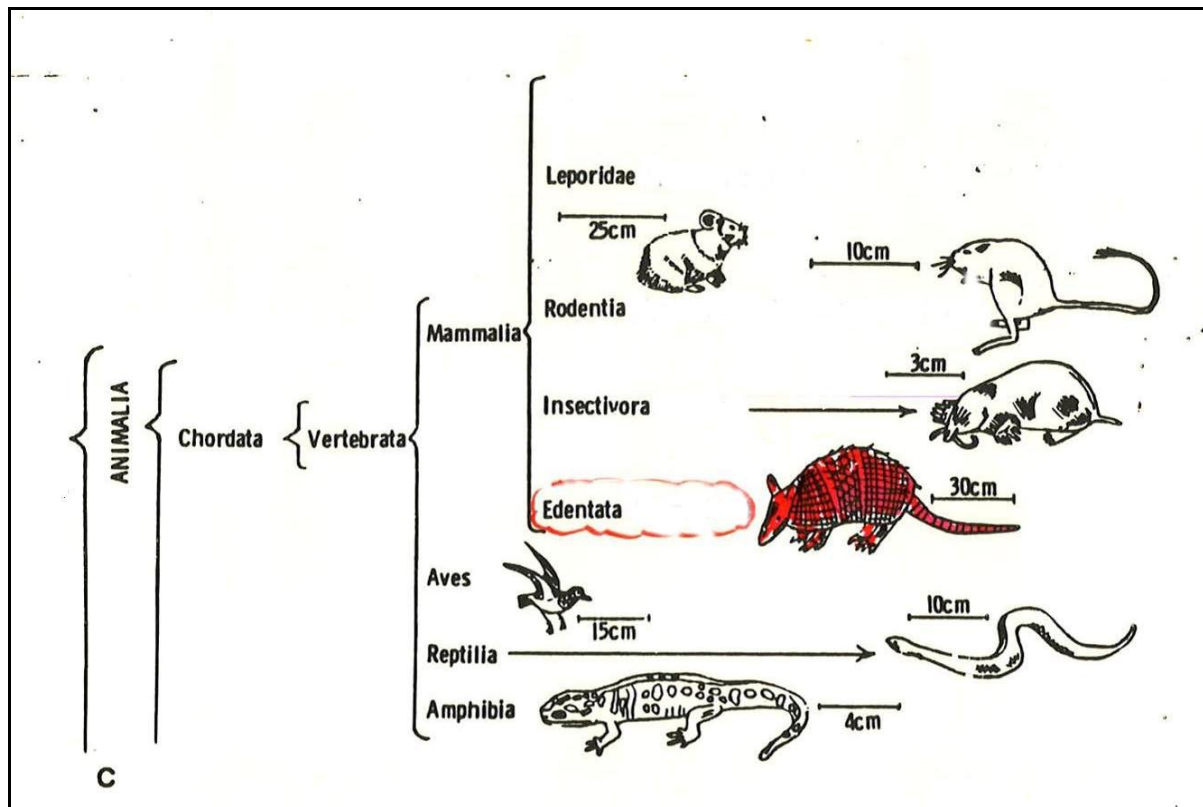 Leporidae
25cm
10cm
Rodentia
Mammalia
3cm
Insectivora
ANIMALIA
Chordata
Vertebrata
30cm
Edentata
Aves
15cm
10cm
Reptilia
Amphibia
4cm
C